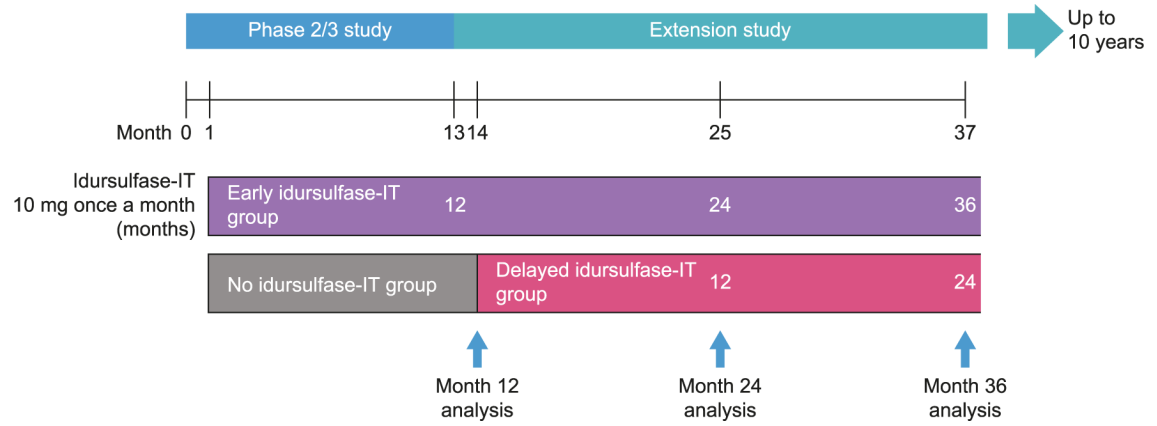 Phase 2/3 study
Extension study
Up to
10 years
Month 0 1 13 14 25 37
Idursulfase-IT
10 mg once a month
(months)
Early idursulfase-IT
group
12 24 36
No idursulfase-IT group
Delayed idursulfase-IT
group
12 24
Month 12
analysis
Month 24
analysis
Month 36
analysis